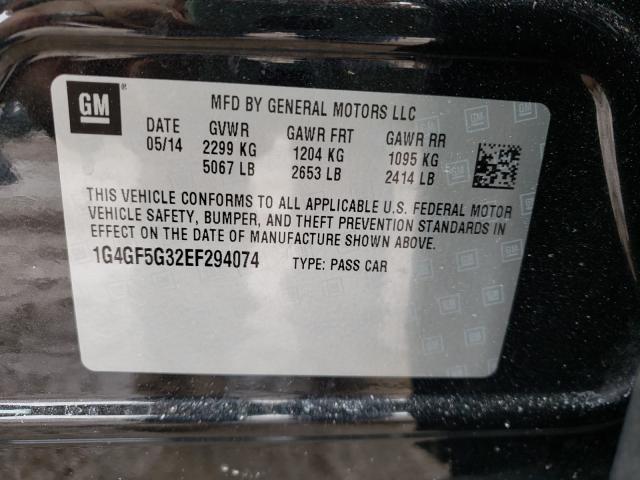 GM ®
MFD BY GENERAL MOTORS LLC
DATE GVWR GAWR FRT GAWR RR
05/14 2299 KG 1204 KG 1095 KG
5067 LB 2653 LB 2414 LB
THIS VEHICLE CONFORMS TO ALL APPLICABLE U.S. FEDERAL MOTOR
VEHICLE SAFETY, BUMPER, AND THEFT PREVENTION STANDARDS IN
EFFECT ON THE DATE OF MANUFACTURE SHOWN ABOVE.
1G4GF5G32EF294074 TYPE: PASS CAR